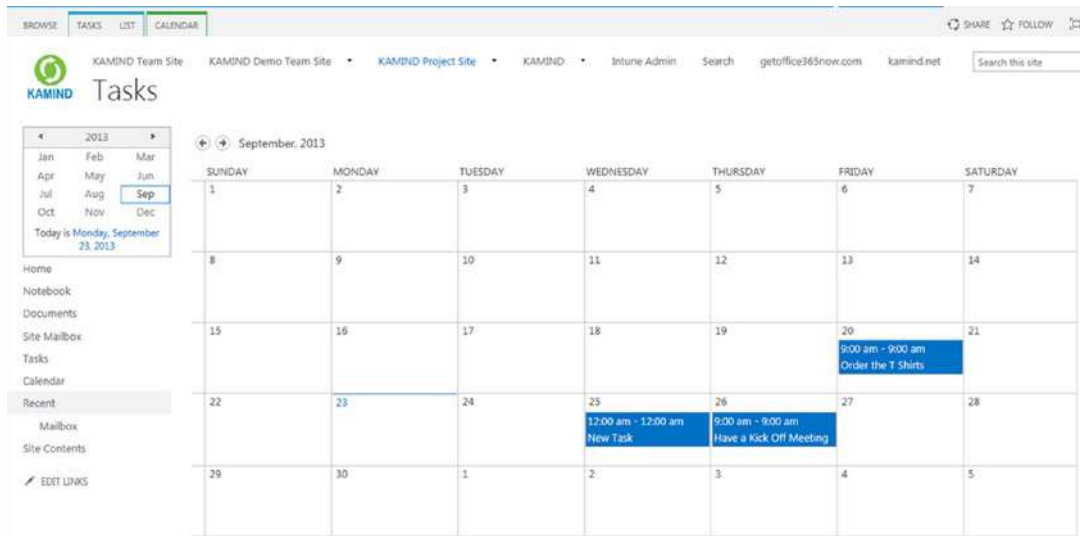 BROWSE TASKS LIST CALENDAR SHARE FOLLOW
KAMIND Team Site KAMIND Demo Team Site KAMIND Project Site KAMIND Intune Admin Search getoffice365now.com kamind.net Search this site
KAMIND
Tasks
2013
Jan Feb Mar
Apr May Jun
Jul Aug Sep
Oct Nov Dec
Today is Monday, September
23, 2013
Home
Notebook
Documents
Site Mailbox
Tasks
Calendar
Recent
Mailbox
Site Contents
EDIT LINKS
September, 2013
SUNDAY MONDAY TUESDAY WEDNESDAY THURSDAY FRIDAY SATURDAY
1 2 3 4 5 6 7
8 9 10 11 12 13 14
15 16 17 18 19 20 21
9:00 am - 9:00 am
Order the T Shirts
22 23 24 25 26 27 28
12:00 am - 12:00 am 9:00 am - 9:00 am
New Task Have a Kick Off Meeting
29 30 1 2 3 4 5